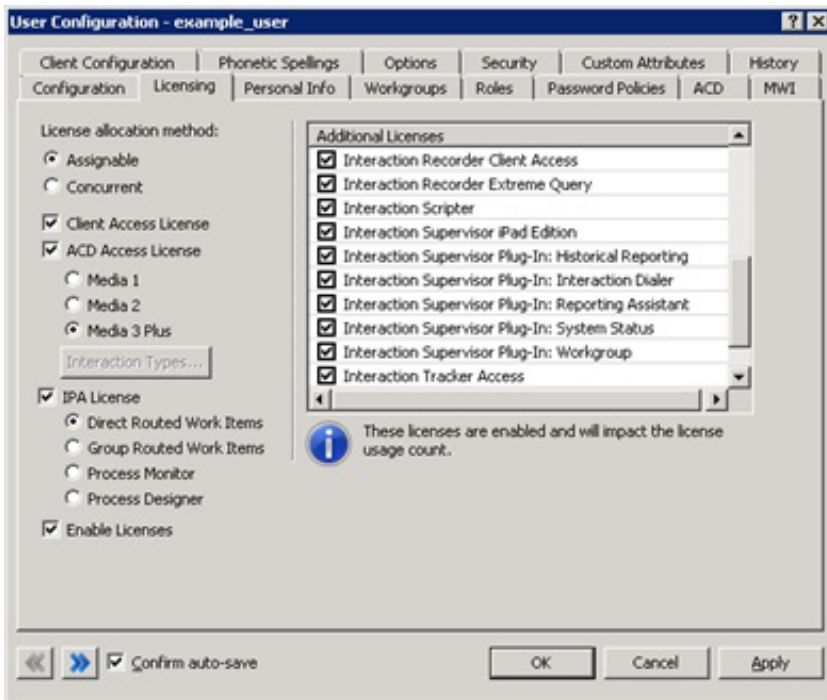 User Configuration - example_user
Client Configuration
Phonetic Spellings
Options
Security
Custom Attributes
History
Configuration
Licensing
Personal Info
Workgroups
Roles
Password Policies
ACD
MWI
License allocation method:
Assignable
Concurrent
Client Access License
ACD Access License
Media 1
Media 2
Media 3 Plus
Interaction Types...
IPA License
Direct Routed Work Items
Group Routed Work Items
Process Monitor
Process Designer
Enable Licenses
Additional Licenses
Interaction Recorder Client Access
Interaction Recorder Extreme Query
Interaction Scripter
Interaction Supervisor iPad Edition
Interaction Supervisor Plug-In: Historical Reporting
Interaction Supervisor Plug-In: Interaction Dialer
Interaction Supervisor Plug-In: Reporting Assistant
Interaction Supervisor Plug-In: System Status
Interaction Supervisor Plug-In: Workgroup
Interaction Tracker Access
These licenses are enabled and will impact the license
usage count.
Confirm auto-save
OK
Cancel
Apply